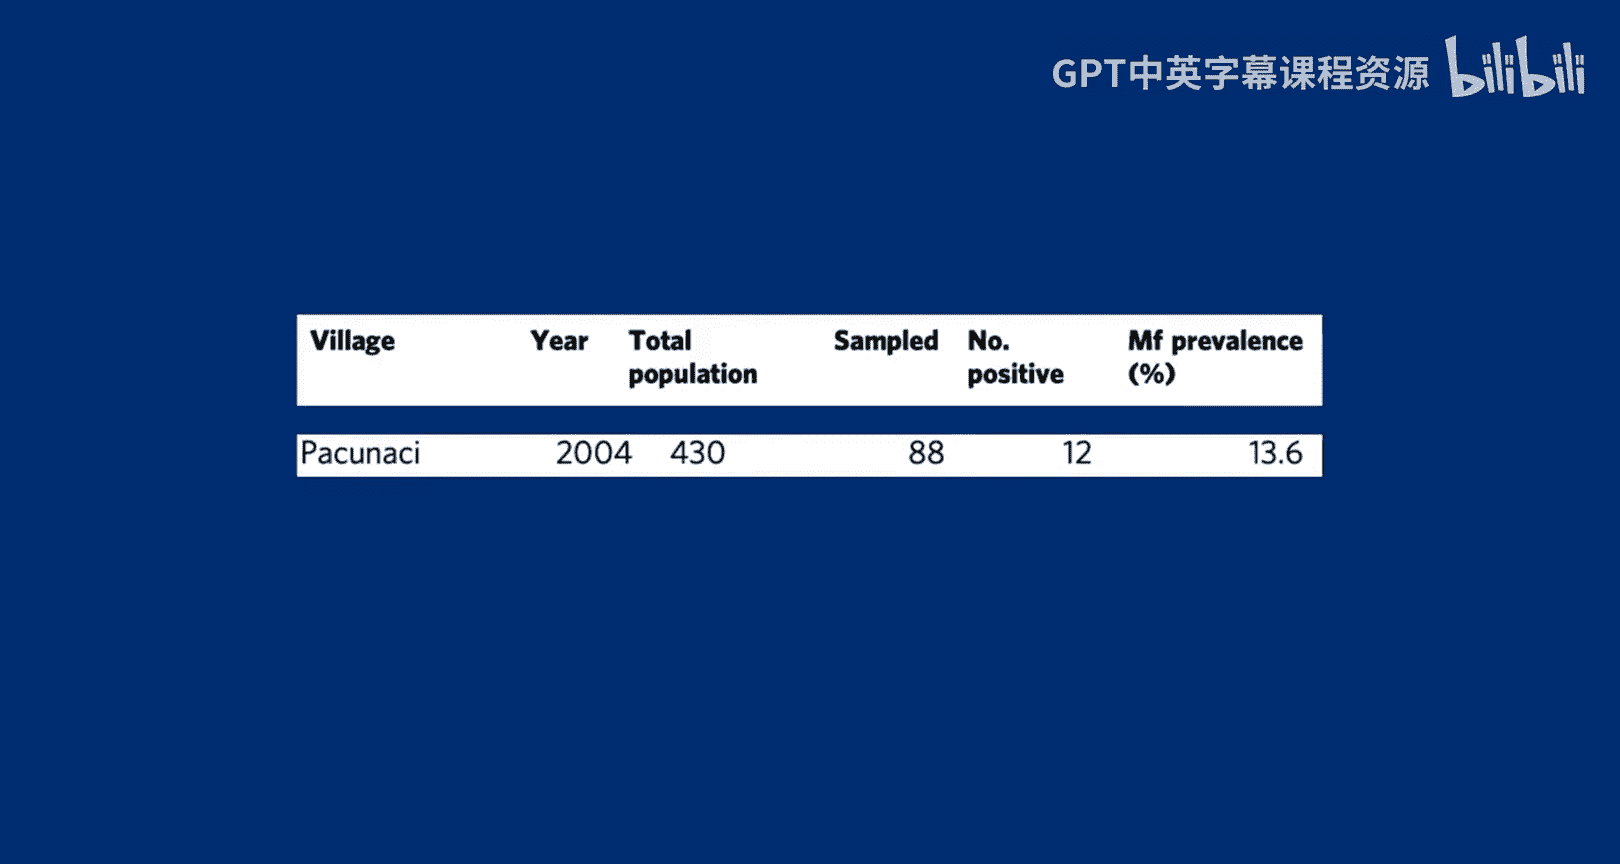 GPT中英字幕课程资源 bilibili
Village Year Total population Sampled No. positive Mf prevalence (%)
Pacunaci 2004 430 88 12 13.6